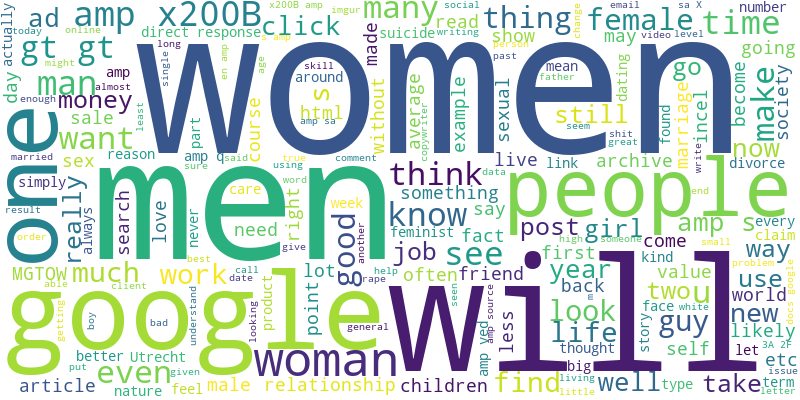 x200B amp imgur email sa X
ad amp x200B click many thing female time number
actually today online direct response s amp read suicide writing social show person change video level
gt gt long skill en amp age made mean father may going
man day amp almost single around dating
women
money enough might least part course html s without average copywriter example sexual seem past shit great still found go marriage incel become make society
one want sale reason amp q said true comment live link archive now divorce
sex married simply really always search love never sure using care word data something think men people
result order need right feminist fact know say post girl amp s every end write
best give week good another job see first high someone come small claim way
MGTOW much work lot often friend year kind value use
able call date help back two u world problem
google will
getting client understand product point rape seen m look face white new docs google
boy bad looking general amp source less life guy story likely 3A 2F
better Utrecht put given woman amp yed thought self let etc issue
even big living little
article nature feel male relationship children find well type take term letter